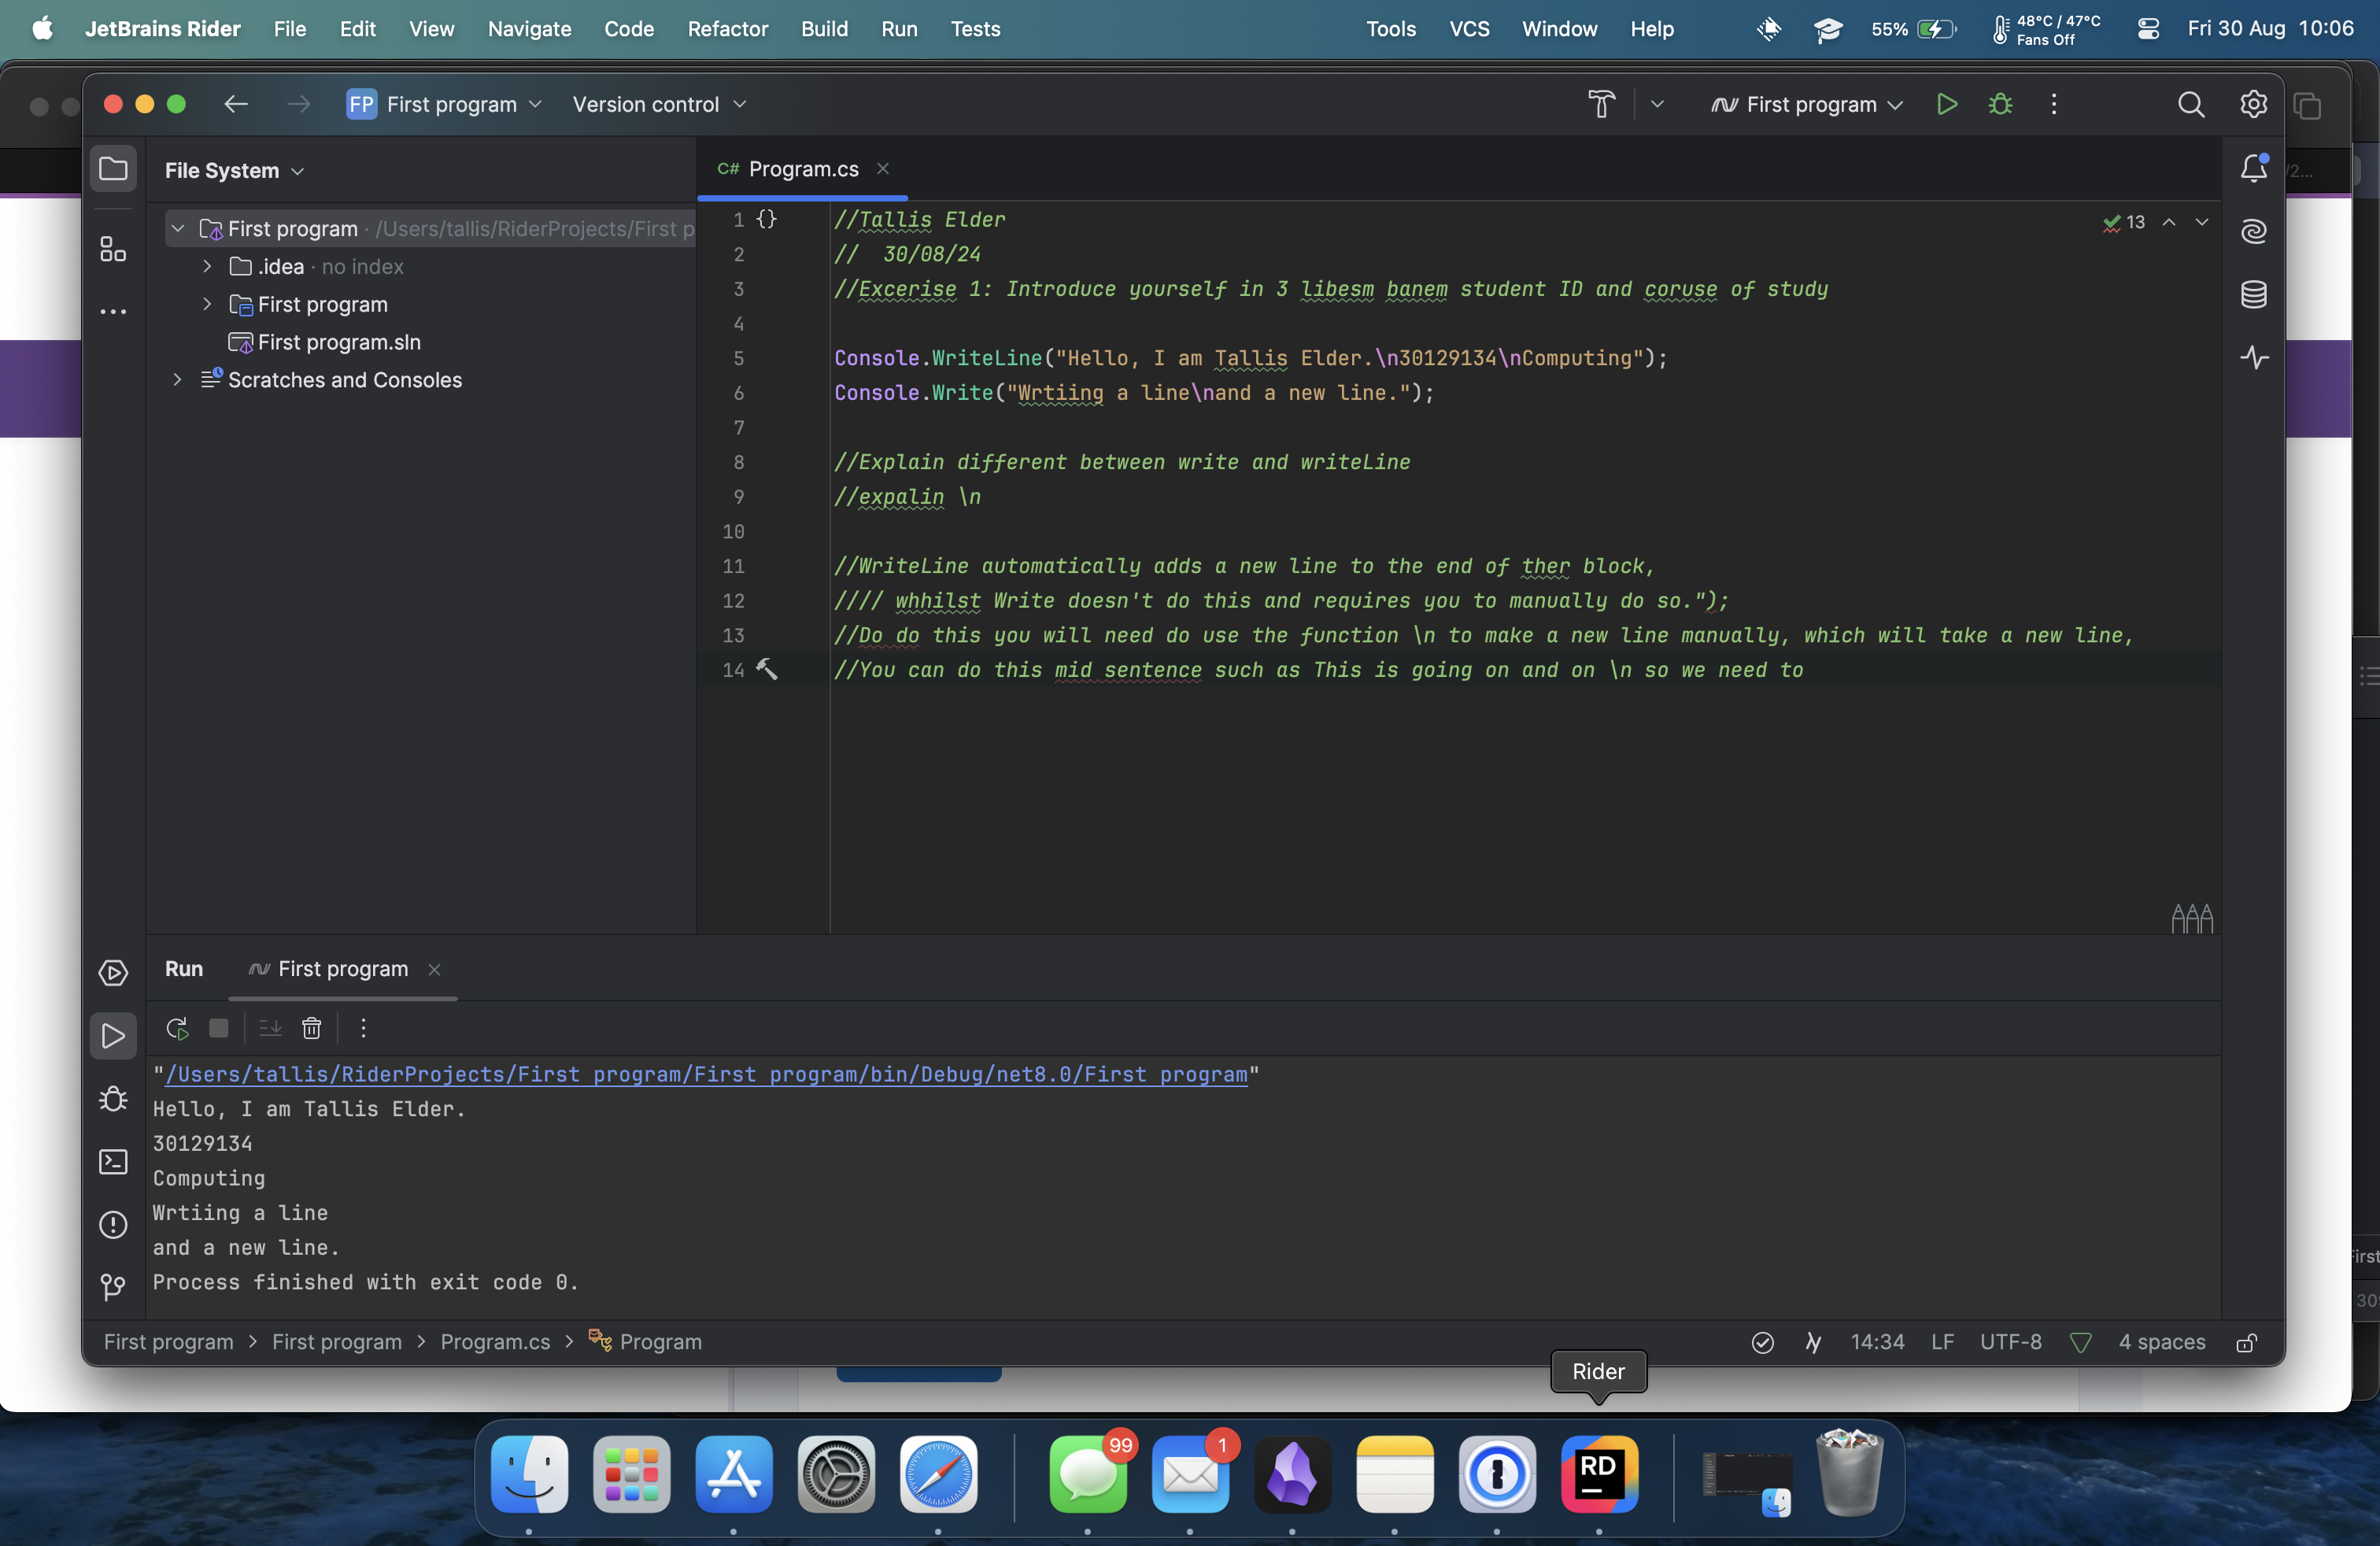 JetBrains Rider File Edit View Navigate Code Refactor Build Run Tests Tools VCS Window Help 55% 48°C / 47°C Fans Off Fri 30 Aug 10:06
FP First program Version control First program
File System
C# Program.cs
First program · /Users/tallis/RiderProjects/First p
.idea · no index
First program
First program.sln
Scratches and Consoles
13
1 {} //Tallis Elder
2 // 30/08/24
3 //Excerise 1: Introduce yourself in 3 libesm banem student ID and coruse of study
4
5 Console.WriteLine("Hello, I am Tallis Elder.\n30129134\nComputing");
6 Console.Write("Wrtiing a line\nand a new line.");
7
8 //Explain different between write and writeLine
9 //expalin \n
10
11 //WriteLine automatically adds a new line to the end of ther block,
12 //// whhilst Write doesn't do this and requires you to manually do so.");
13 //Do do this you will need do use the function \n to make a new line manually, which will take a new line,
14 //You can do this mid sentence such as This is going on and on \n so we need to
Run First program
"/Users/tallis/RiderProjects/First program/First program/bin/Debug/net8.0/First program"
Hello, I am Tallis Elder.
30129134
Computing
Wrtiing a line
and a new line.
Process finished with exit code 0.
First program > First program > Program.cs > Program
14:34 LF UTF-8 4 spaces
Rider
99
1
RD